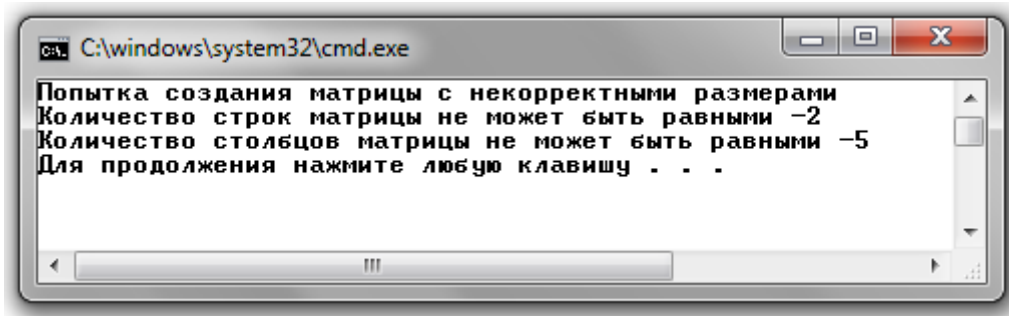 C:\windows\system32\cmd.exe
Попытка создания матрицы с некорректными размерами
Количество строк матрицы не может быть равными -2
Количество столбцов матрицы не может быть равными -5
Для продолжения нажмите любую клавишу . . .